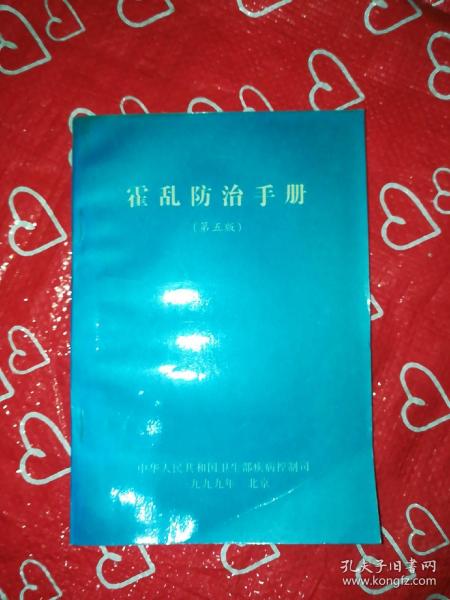 霍乱防治手册
(第五版)
中华人民共和国卫生部疾病控制司
一九九九年 北京
孔夫子旧书网
www.kongfz.com